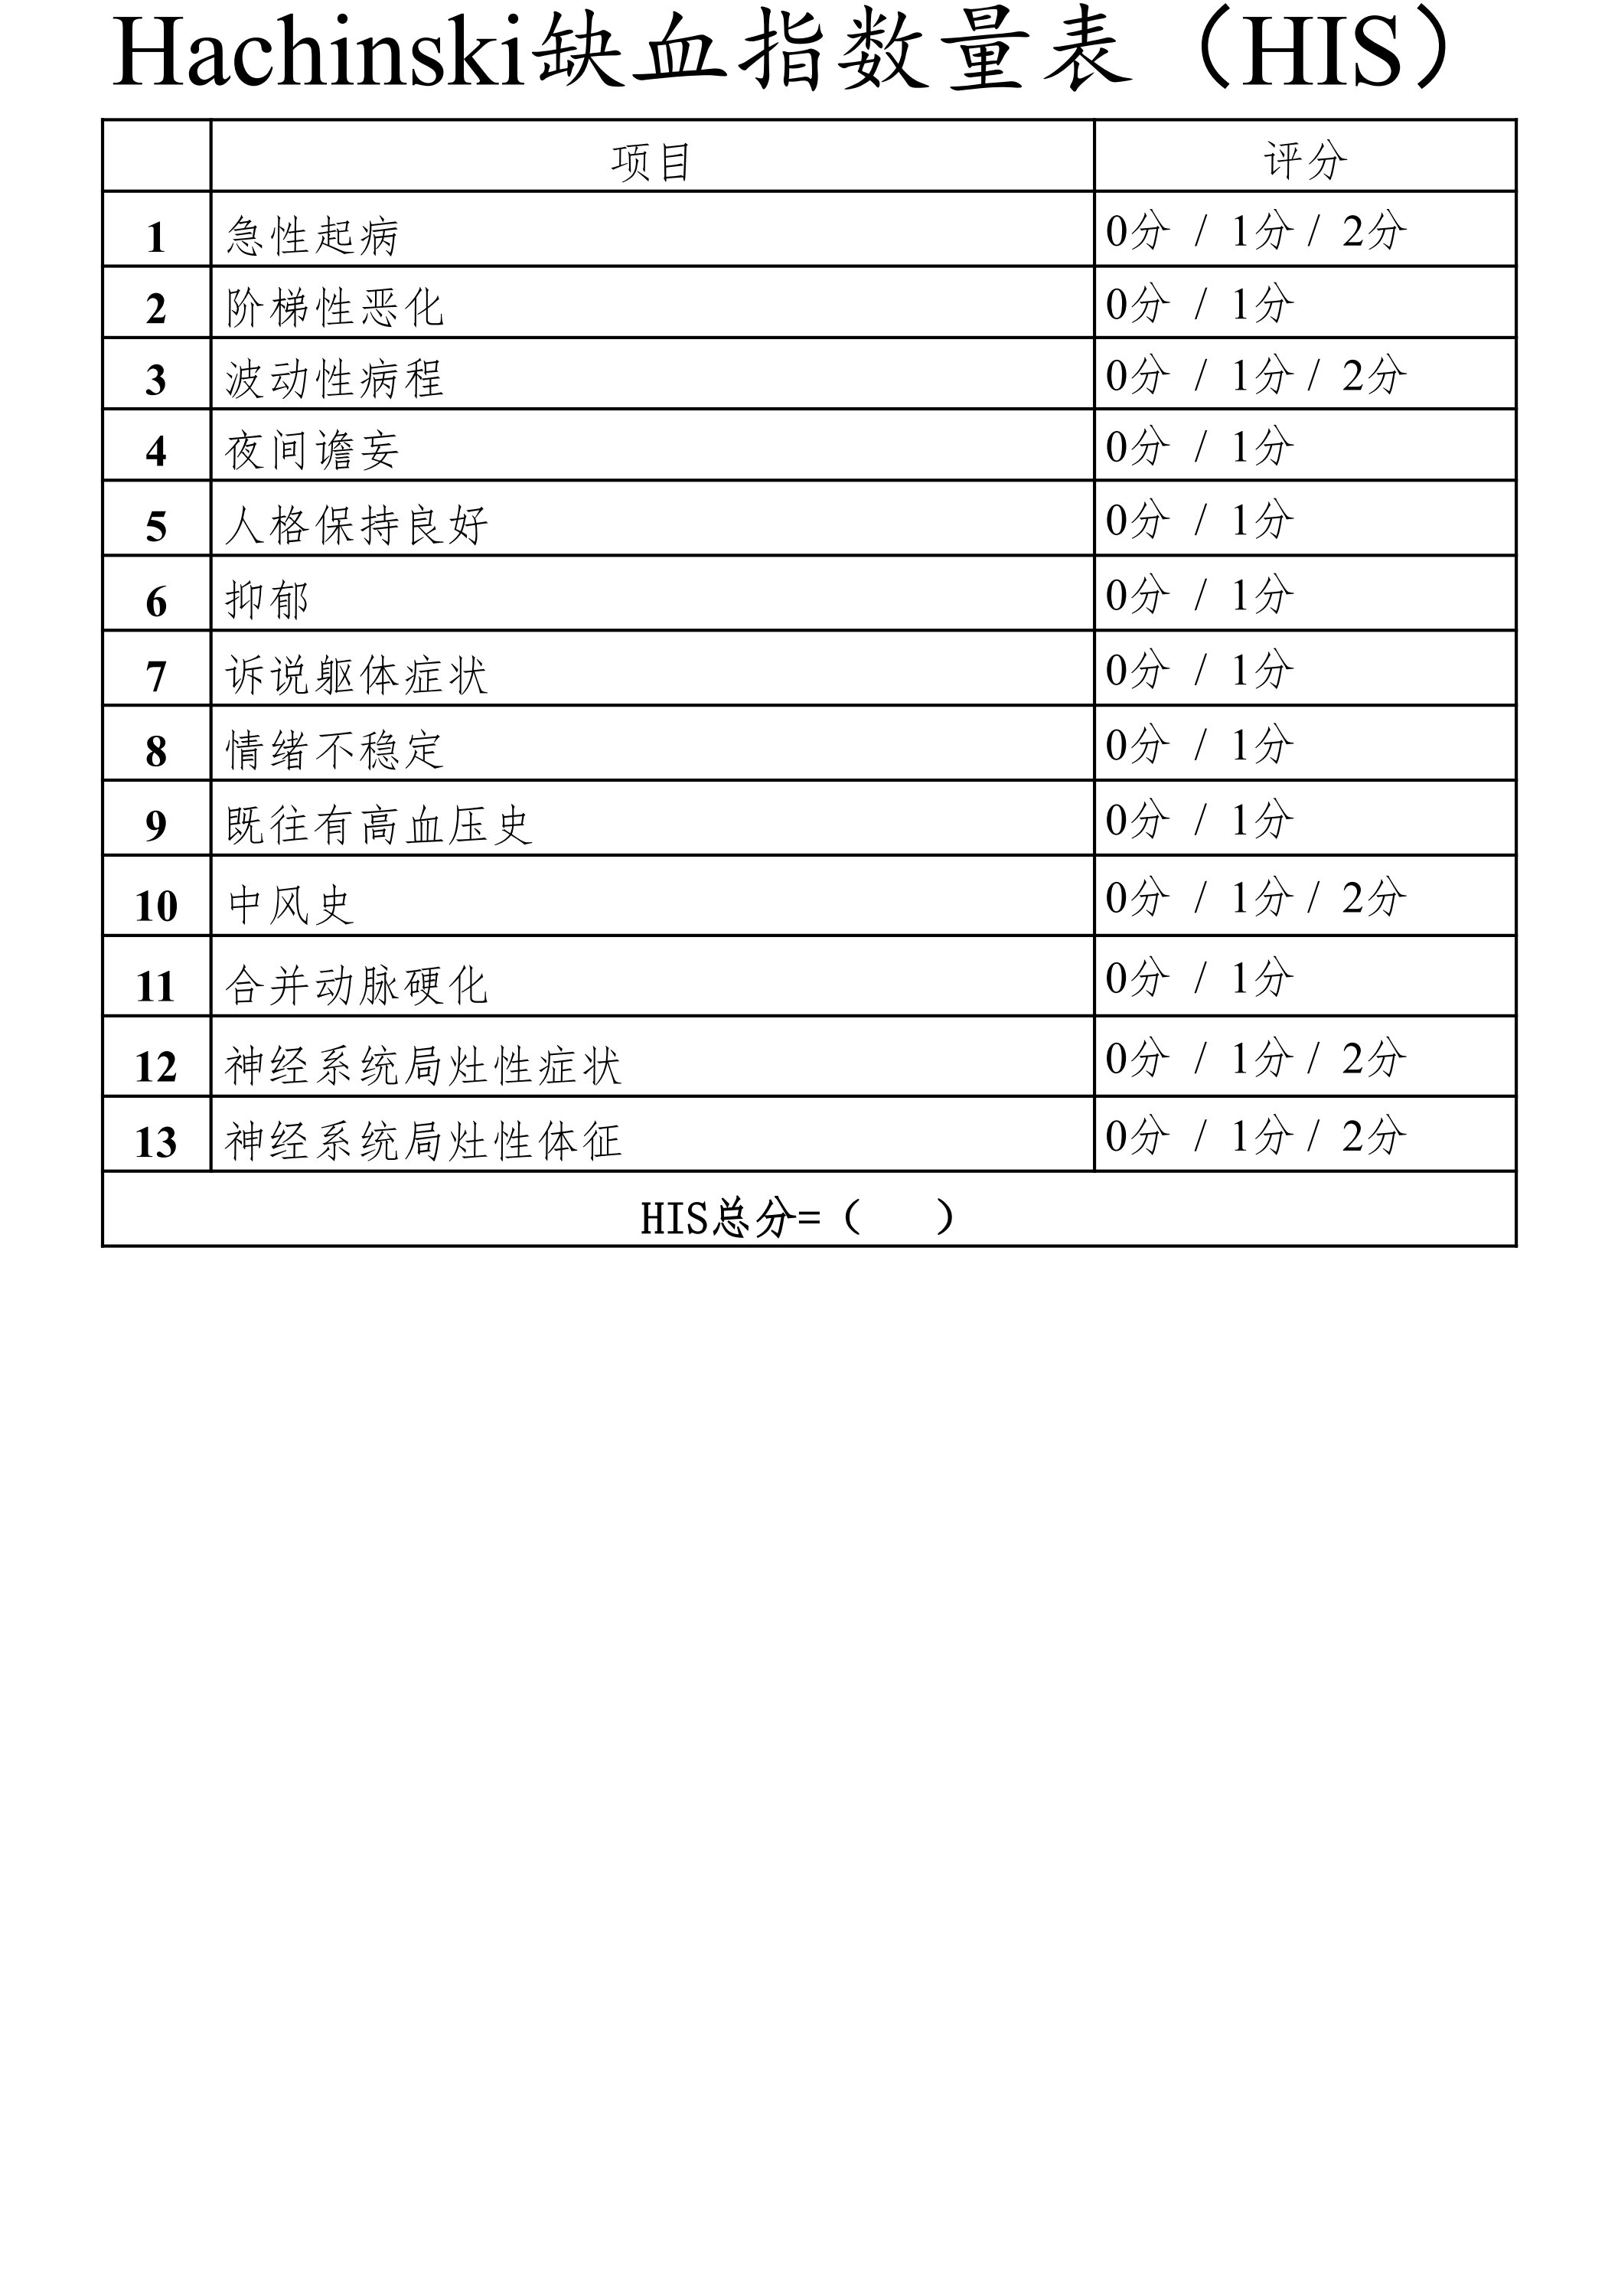 Hachinski缺血指数量表（HIS）
项目 评分
1 急性起病 0分 / 1分 / 2分
2 阶梯性恶化 0分 / 1分
3 波动性病程 0分 / 1分 / 2分
4 夜间谵妄 0分 / 1分
5 人格保持良好 0分 / 1分
6 抑郁 0分 / 1分
7 诉说躯体症状 0分 / 1分
8 情绪不稳定 0分 / 1分
9 既往有高血压史 0分 / 1分
10 中风史 0分 / 1分 / 2分
11 合并动脉硬化 0分 / 1分
12 神经系统局灶性症状 0分 / 1分 / 2分
13 神经系统局灶性体征 0分 / 1分 / 2分
HIS总分=（　　）